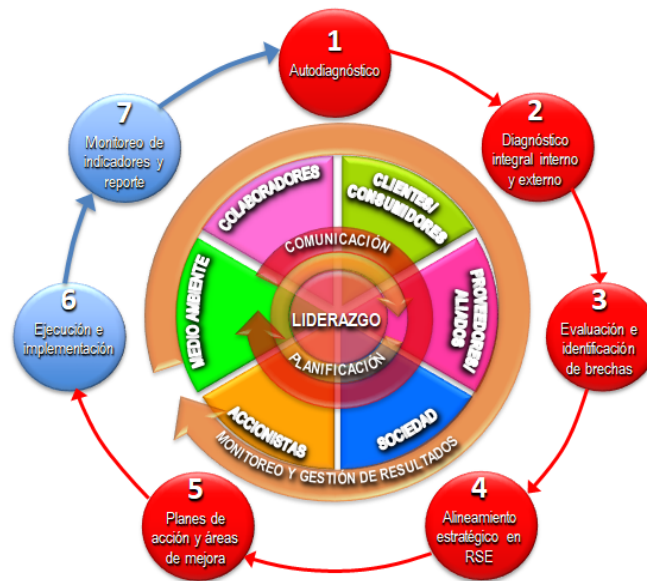 1
Autodiagnóstico
2
Diagnóstico
integral interno
y externo
3
Evaluación e
identificación
de brechas
4
Alineamiento
estratégico en
RSE
5
Planes de
acción y áreas
de mejora
6
Ejecución e
implementación
7
Monitoreo de
indicadores y
reporte
COLABORADORES
CLIENTES/
CONSUMIDORES
PROVEEDORES/
ALIADOS
SOCIEDAD
ACCIONISTAS
MEDIO AMBIENTE
COMUNICACIÓN
LIDERAZGO
PLANIFICACIÓN
MONITOREO Y GESTIÓN DE RESULTADOS